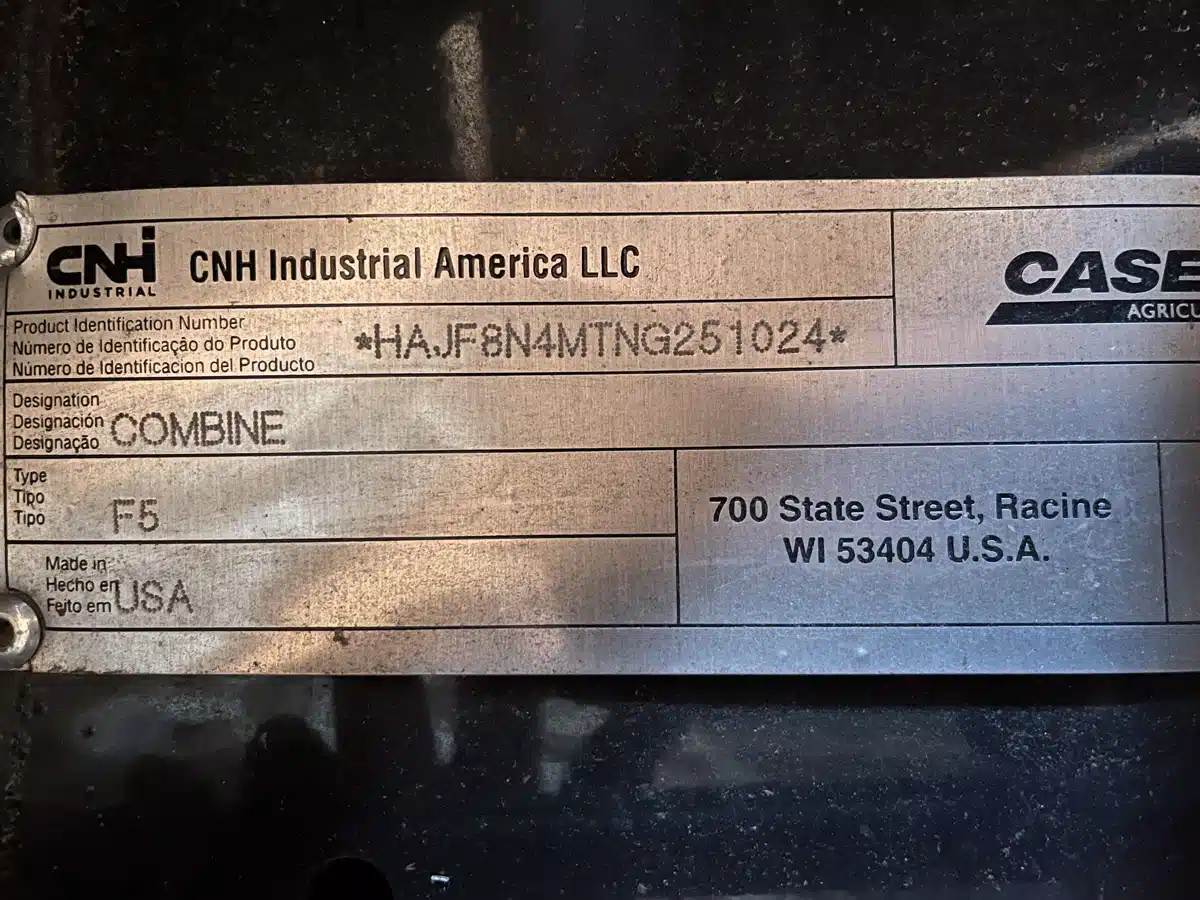 CNH
INDUSTRIAL
CNH Industrial America LLC
CASE
AGRICU
Product Identification Number
Número de Identificação do Produto
Número de Identificacion del Producto
*HAJF8N4MTNG251024*
Designation
Designación
Designação
COMBINE
Type
Tipo
Tipo
F5
700 State Street, Racine
WI 53404 U.S.A.
Made in
Hecho en
Feito em
USA